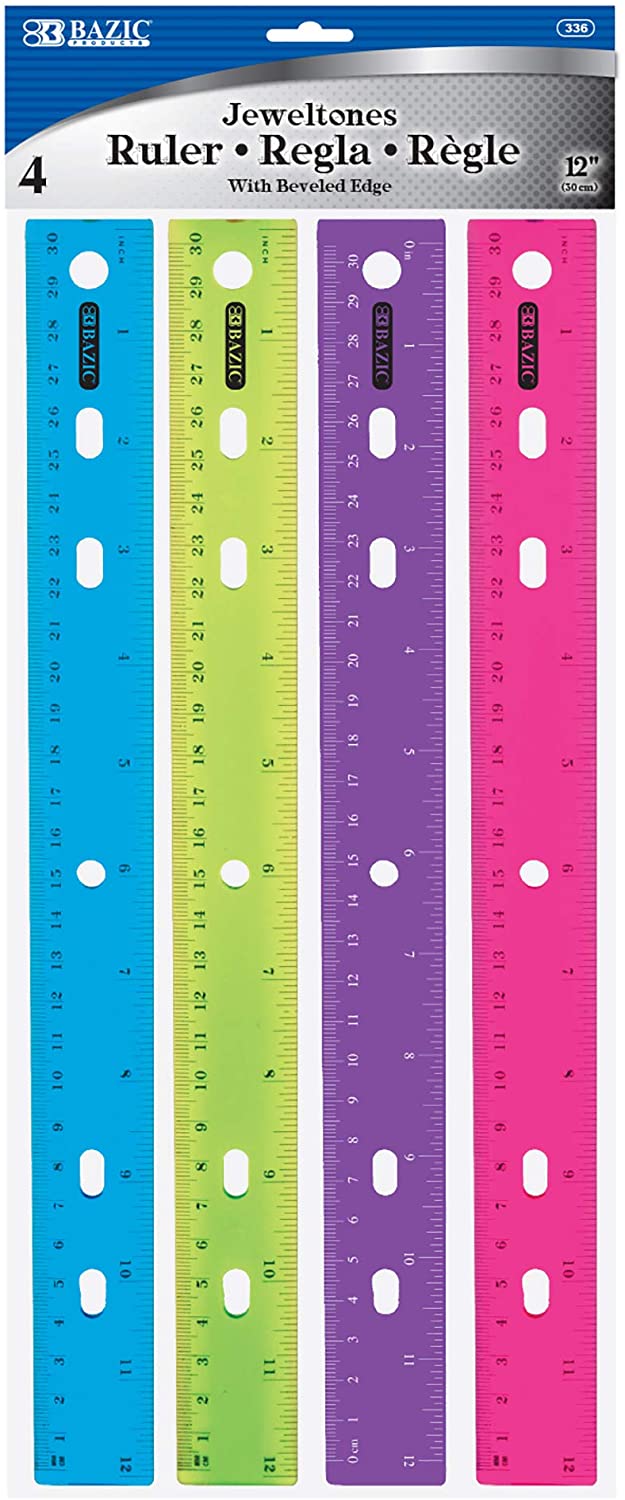 BAZIC
PRODUCTS
336
Jeweltones
Ruler • Regla • Règle
With Beveled Edge
4
12"
(30 cm)
30 29 28 27 26 25 24 23 22 21 20 19 18 17 16 15 14 13 12 11 10 9 8 7 6 5 4 3 2 1
BAZIC
INCH 1 2 3 4 5 6 7 8 9 10 11 12
30 29 28 27 26 25 24 23 22 21 20 19 18 17 16 15 14 13 12 11 10 9 8 7 6 5 4 3 2 1
BAZIC
INCH 1 2 3 4 5 6 7 8 9 10 11 12
30 29 28 27 26 25 24 23 22 21 20 19 18 17 16 15 14 13 12 11 10 9 8 7 6 5 4 3 2 1 0 cm
BAZIC
0 in 1 2 3 4 5 6 7 8 9 10 11 12
30 29 28 27 26 25 24 23 22 21 20 19 18 17 16 15 14 13 12 11 10 9 8 7 6 5 4 3 2 1
BAZIC
INCH 1 2 3 4 5 6 7 8 9 10 11 12